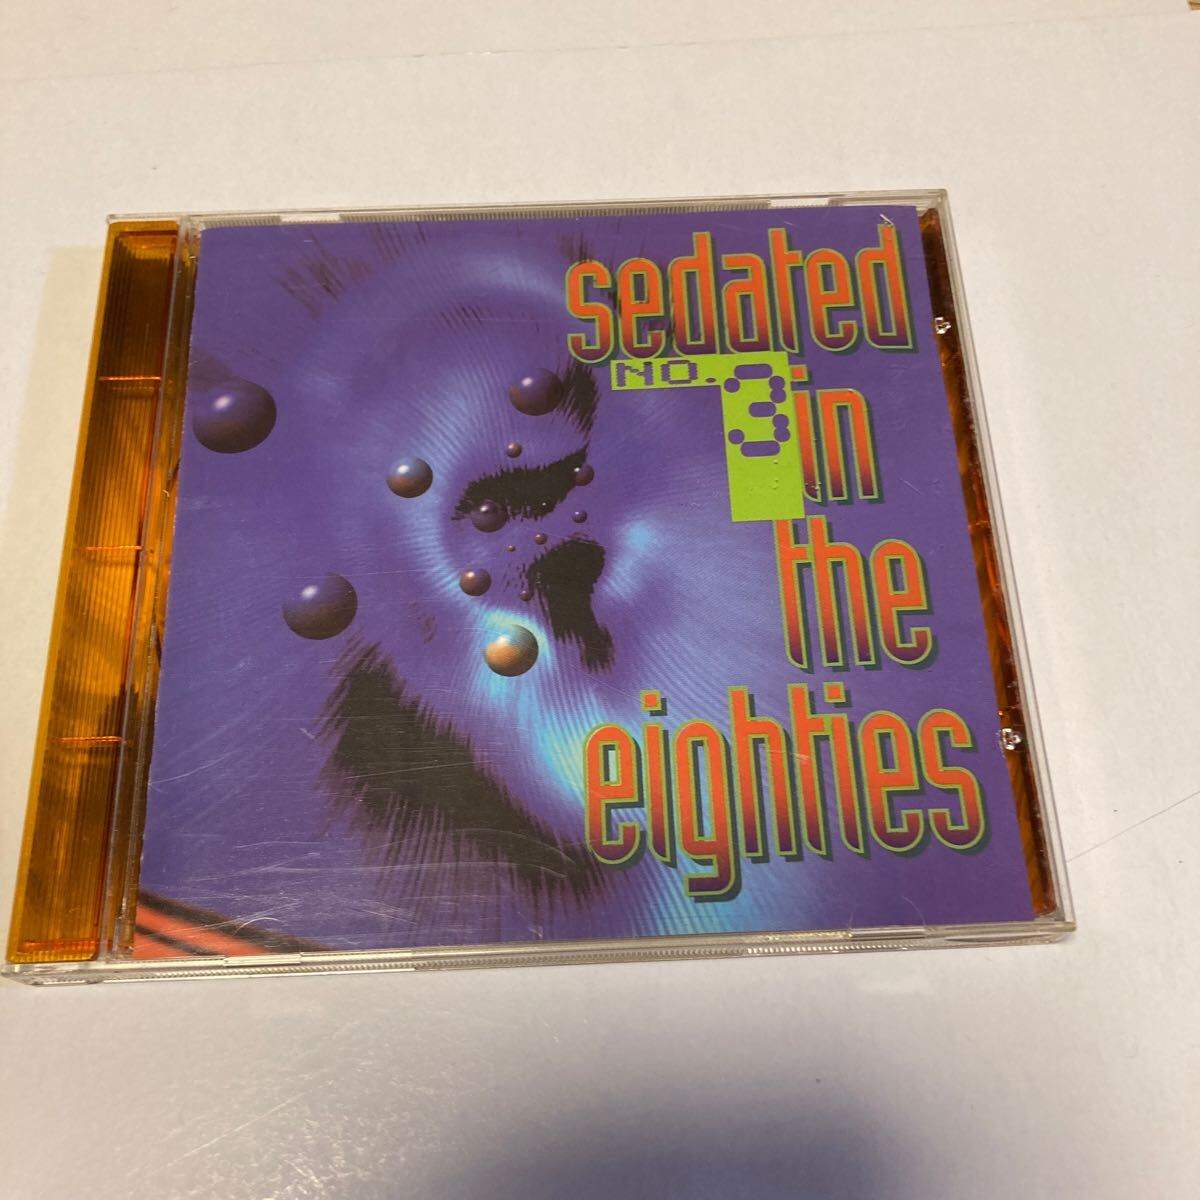 sedated
NO. 3
in
the
eighties